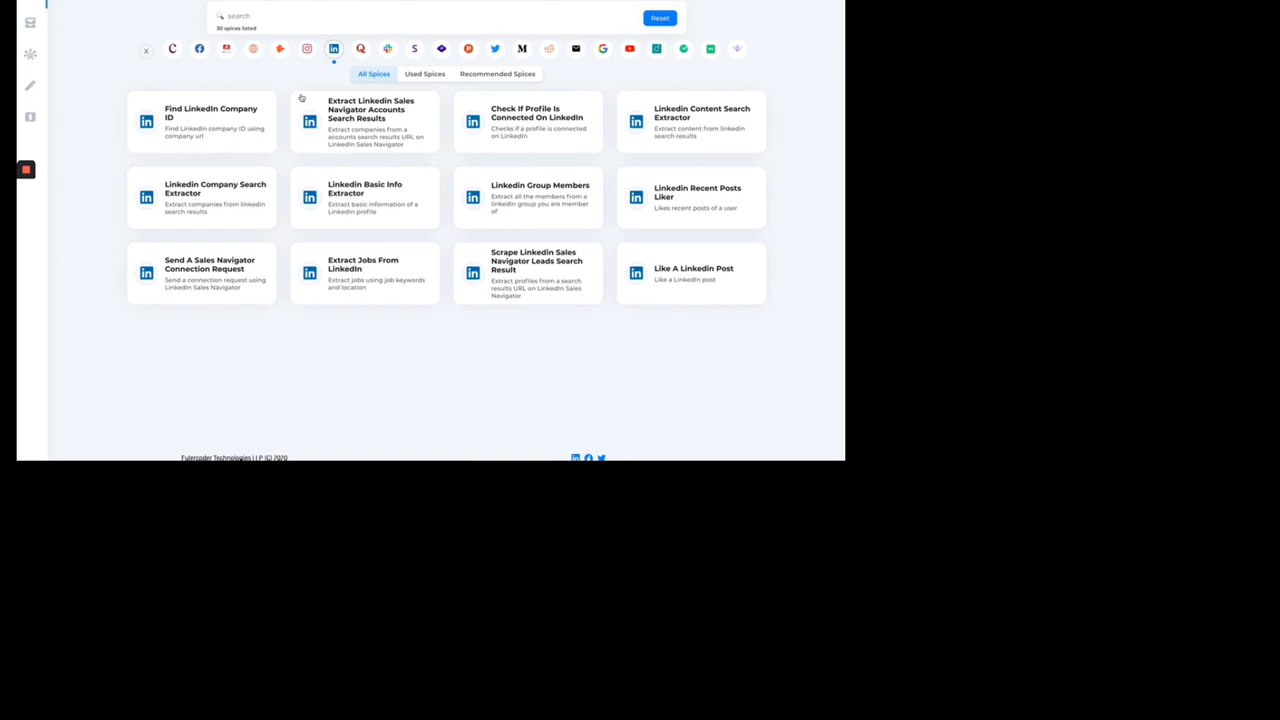 search
Reset
30 spices listed
All Spices
Used Spices
Recommended Spices
Find LinkedIn Company
ID
Find LinkedIn company ID using
company url
Extract Linkedin Sales
Navigator Accounts
Search Results
Extract companies from a
accounts search results URL on
LinkedIn Sales Navigator
Check If Profile Is
Connected On LinkedIn
Checks if a profile is connected
on LinkedIn
Linkedin Content Search
Extractor
Extract content from linkedin
search results
Linkedin Company Search
Extractor
Extract companies from linkedin
search results
Linkedin Basic Info
Extractor
Extract basic information of a
LinkedIn profile
Linkedin Group Members
Extract all the members from a
linkedin group you are member
of
Linkedin Recent Posts
Liker
Likes recent posts of a user
Send A Sales Navigator
Connection Request
Send a connection request using
LinkedIn Sales Navigator
Extract Jobs From
LinkedIn
Extract jobs using job keywords
and location
Scrape Linkedin Sales
Navigator Leads Search
Result
Extract profiles from a search
results URL on LinkedIn Sales
Navigator
Like A Linkedin Post
Like a LinkedIn post
Fulercoder Technologies LLP (C) 2020